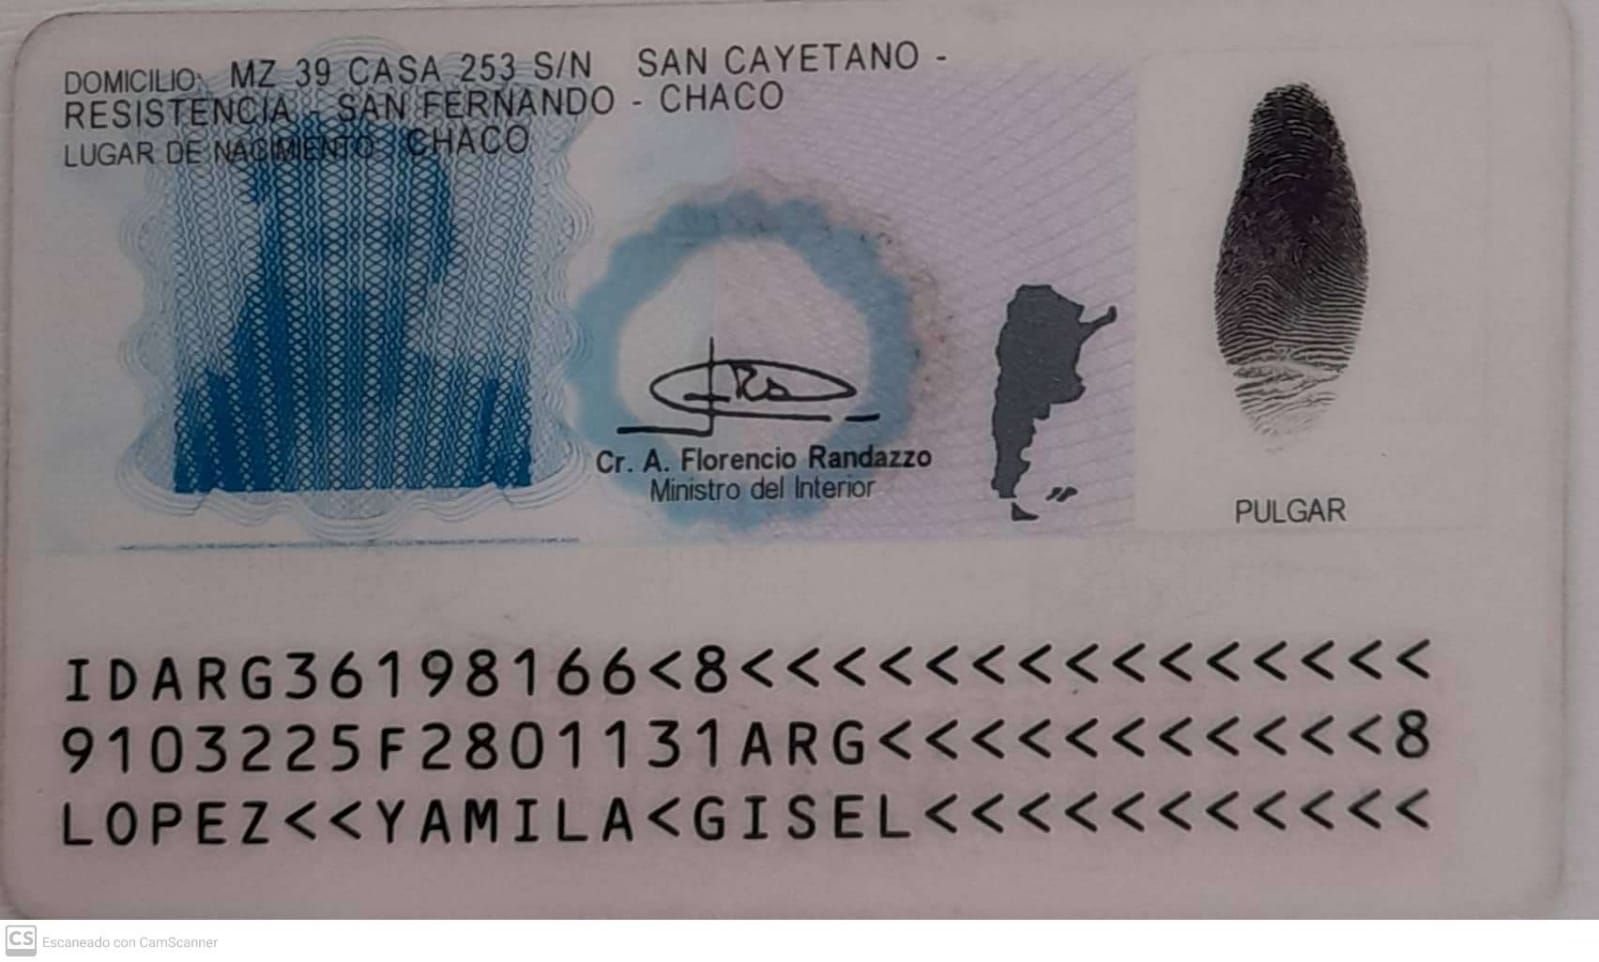 DOMICILIO: MZ 39 CASA 253 S/N SAN CAYETANO -
RESISTENCIA - SAN FERNANDO - CHACO
LUGAR DE NACIMIENTO: CHACO
Cr. A. Florencio Randazzo
Ministro del Interior
PULGAR
IDARG36198166<8<<<<<<<<<<<<<<<
9103225F2801131ARG<<<<<<<<<<<8
LOPEZ<<YAMILA<GISEL<<<<<<<<<<<
CS Escaneado con CamScanner